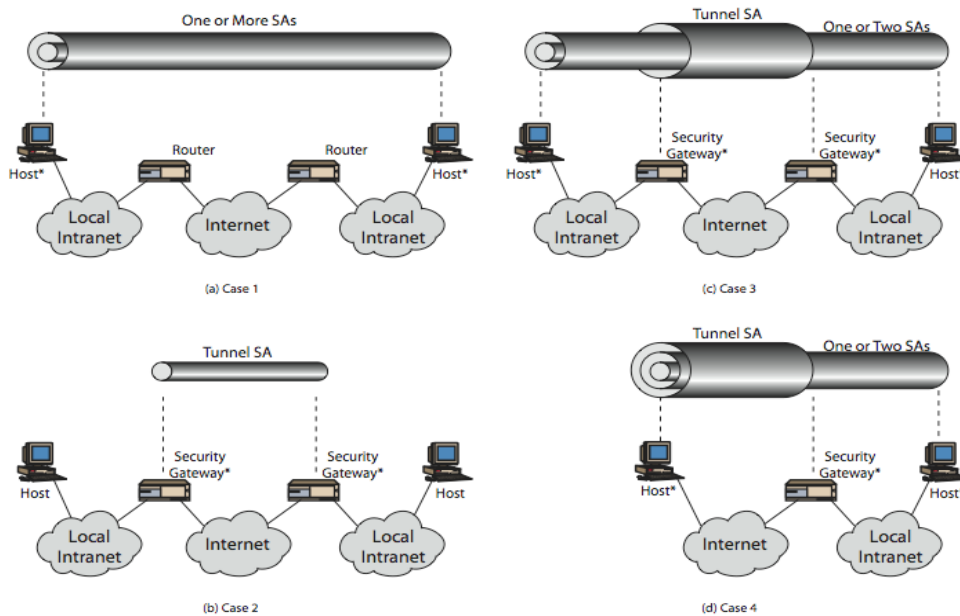 One or More SAs
Router
Router
Host*
Host*
Local
Intranet
Internet
Local
Intranet
(a) Case 1
Tunnel SA
One or Two SAs
Security
Gateway*
Security
Gateway*
Host*
Host*
Local
Intranet
Internet
Local
Intranet
(c) Case 3
Tunnel SA
Security
Gateway*
Security
Gateway*
Host
Host
Local
Intranet
Internet
Local
Intranet
(b) Case 2
Tunnel SA
One or Two SAs
Security
Gateway*
Host*
Host*
Internet
Local
Intranet
(d) Case 4